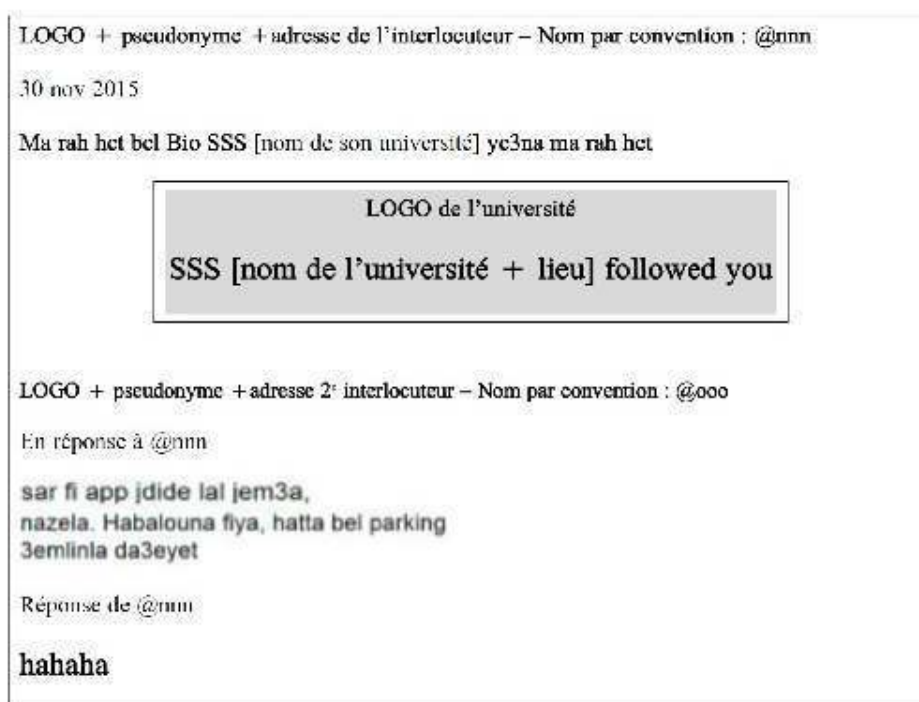 LOGO + pseudonyme + adresse de l'interlocuteur – Nom par convention : @nnn
30 nov 2015
Ma rah het bel Bio SSS [nom de son université] ye3na ma rah het
LOGO de l'université
SSS [nom de l'université + lieu] followed you
LOGO + pseudonyme + adresse 2e interlocuteur – Nom par convention : @ooo
En réponse à @nnn
sar fi app jdide lal jem3a,
nazela. Habalouna fiya, hatta bel parking
3emlinla da3eyet
Réponse de @nnn
hahaha